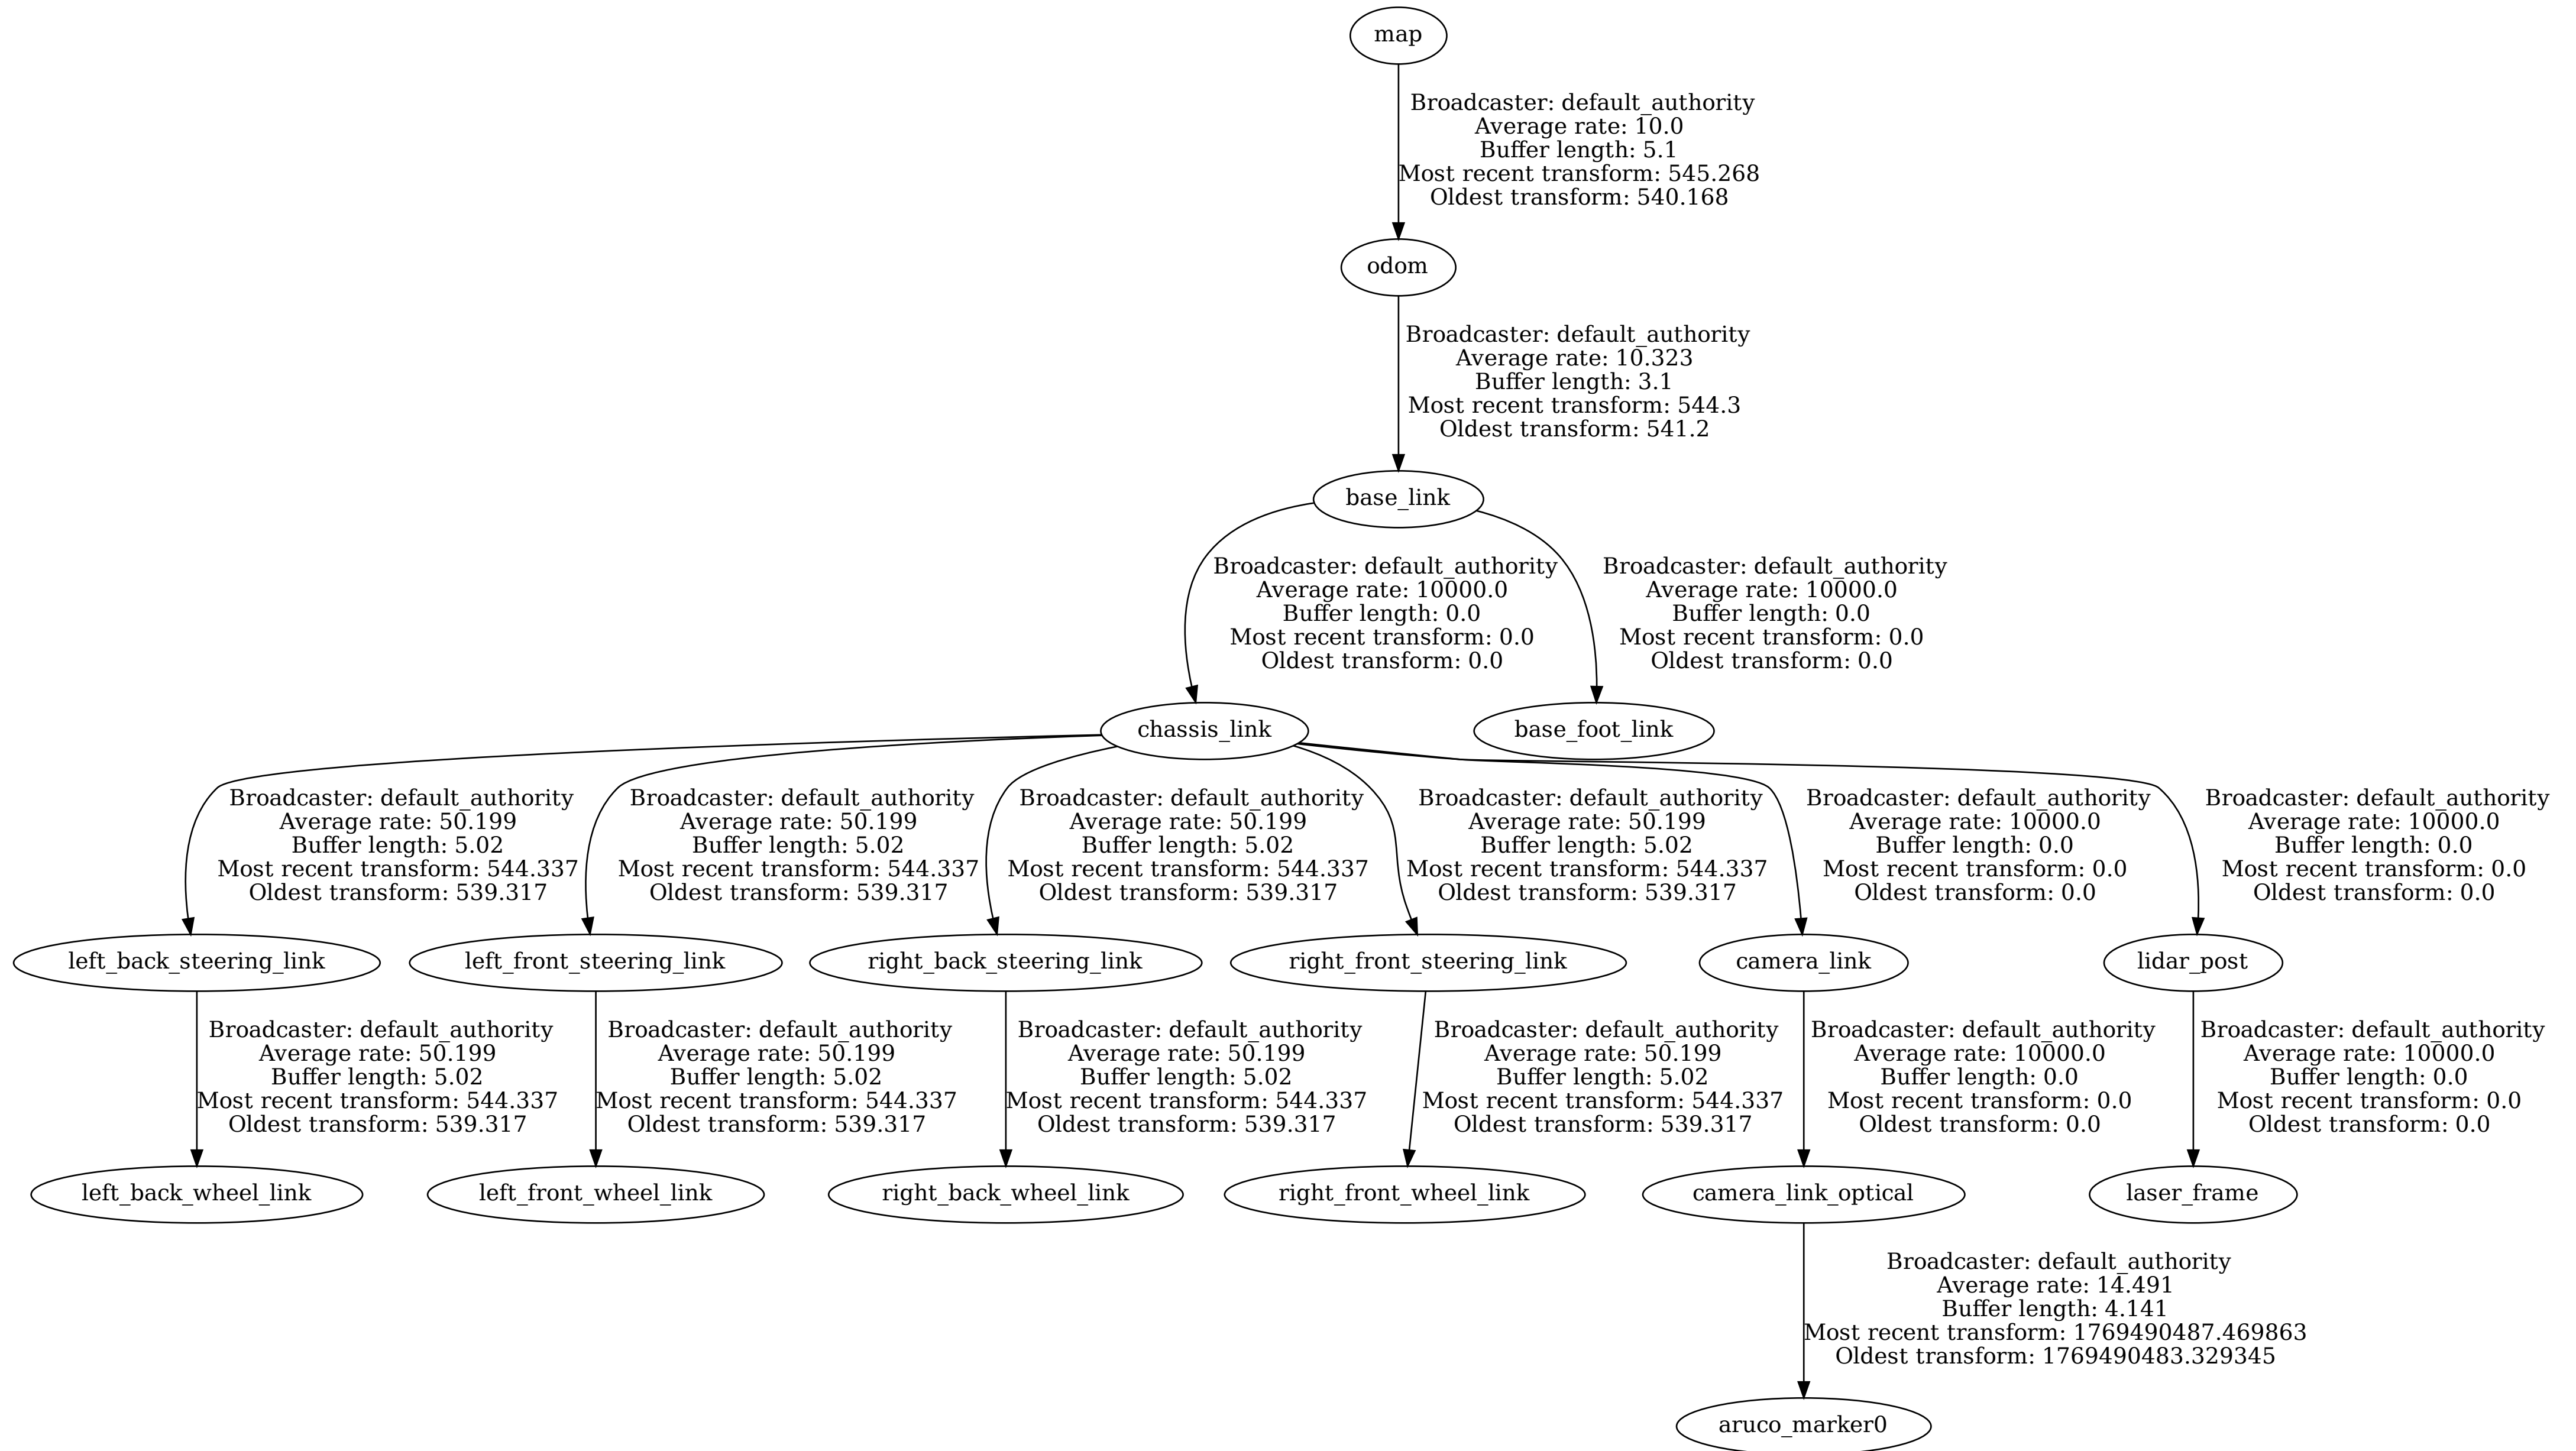 map
Broadcaster: default_authority
Average rate: 10.0
Buffer length: 5.1
Most recent transform: 545.268
Oldest transform: 540.168
odom
Broadcaster: default_authority
Average rate: 10.323
Buffer length: 3.1
Most recent transform: 544.3
Oldest transform: 541.2
base_link
Broadcaster: default_authority
Average rate: 10000.0
Buffer length: 0.0
Most recent transform: 0.0
Oldest transform: 0.0
Broadcaster: default_authority
Average rate: 10000.0
Buffer length: 0.0
Most recent transform: 0.0
Oldest transform: 0.0
chassis_link
base_foot_link
Broadcaster: default_authority
Average rate: 50.199
Buffer length: 5.02
Most recent transform: 544.337
Oldest transform: 539.317
Broadcaster: default_authority
Average rate: 50.199
Buffer length: 5.02
Most recent transform: 544.337
Oldest transform: 539.317
Broadcaster: default_authority
Average rate: 50.199
Buffer length: 5.02
Most recent transform: 544.337
Oldest transform: 539.317
Broadcaster: default_authority
Average rate: 50.199
Buffer length: 5.02
Most recent transform: 544.337
Oldest transform: 539.317
Broadcaster: default_authority
Average rate: 10000.0
Buffer length: 0.0
Most recent transform: 0.0
Oldest transform: 0.0
Broadcaster: default_authority
Average rate: 10000.0
Buffer length: 0.0
Most recent transform: 0.0
Oldest transform: 0.0
left_back_steering_link
left_front_steering_link
right_back_steering_link
right_front_steering_link
camera_link
lidar_post
Broadcaster: default_authority
Average rate: 50.199
Buffer length: 5.02
Most recent transform: 544.337
Oldest transform: 539.317
Broadcaster: default_authority
Average rate: 50.199
Buffer length: 5.02
Most recent transform: 544.337
Oldest transform: 539.317
Broadcaster: default_authority
Average rate: 50.199
Buffer length: 5.02
Most recent transform: 544.337
Oldest transform: 539.317
Broadcaster: default_authority
Average rate: 50.199
Buffer length: 5.02
Most recent transform: 544.337
Oldest transform: 539.317
Broadcaster: default_authority
Average rate: 10000.0
Buffer length: 0.0
Most recent transform: 0.0
Oldest transform: 0.0
Broadcaster: default_authority
Average rate: 10000.0
Buffer length: 0.0
Most recent transform: 0.0
Oldest transform: 0.0
left_back_wheel_link
left_front_wheel_link
right_back_wheel_link
right_front_wheel_link
camera_link_optical
laser_frame
Broadcaster: default_authority
Average rate: 14.491
Buffer length: 4.141
Most recent transform: 1769490487.469863
Oldest transform: 1769490483.329345
aruco_marker0